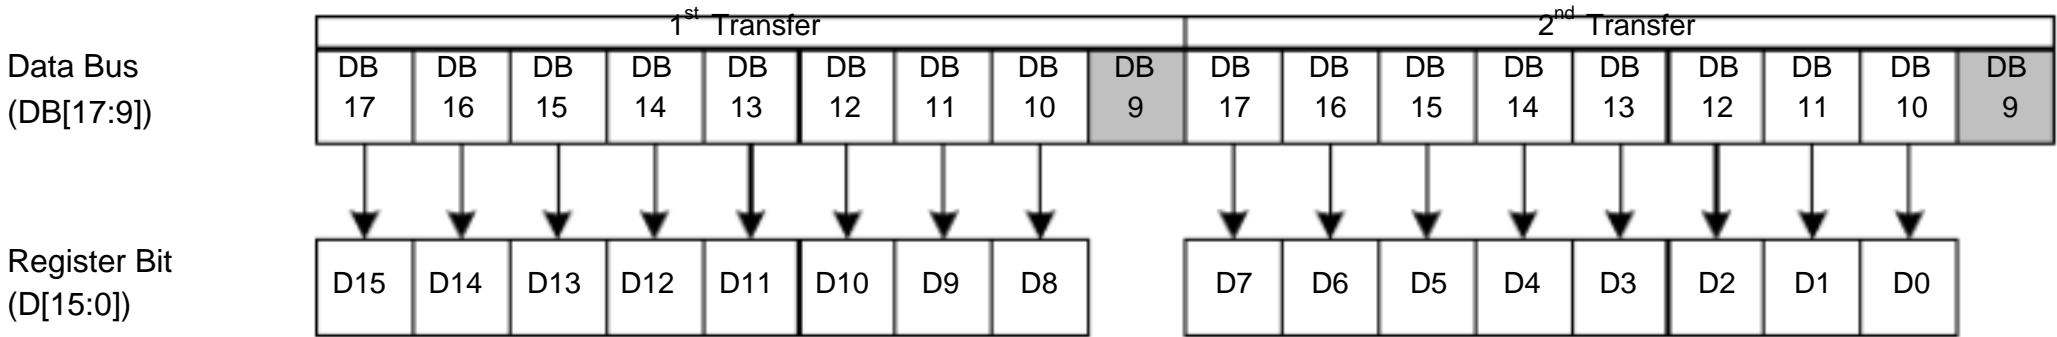 1st Transfer 2nd Transfer
Data Bus DB DB DB DB DB DB DB DB DB DB DB DB DB DB DB DB DB DB
(DB[17:9]) 17 16 15 14 13 12 11 10 9 17 16 15 14 13 12 11 10 9
Register Bit
D15 D14 D13 D12 D11 D10 D9 D8 D7 D6 D5 D4 D3 D2 D1 D0
(D[15:0])